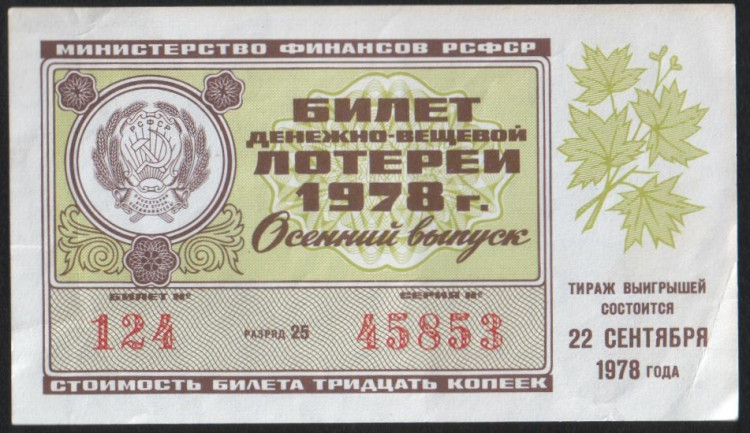 МИНИСТЕРСТВО ФИНАНСОВ РСФСР
РСФСР
БИЛЕТ
ДЕНЕЖНО-ВЕЩЕВОЙ
ЛОТЕРЕИ
1978 г.
Осенний выпуск
БИЛЕТ № СЕРИЯ №
124 РАЗРЯД 25 45853
СТОИМОСТЬ БИЛЕТА ТРИДЦАТЬ КОПЕЕК
ТИРАЖ ВЫИГРЫШЕЙ
СОСТОИТСЯ
22 СЕНТЯБРЯ
1978 ГОДА